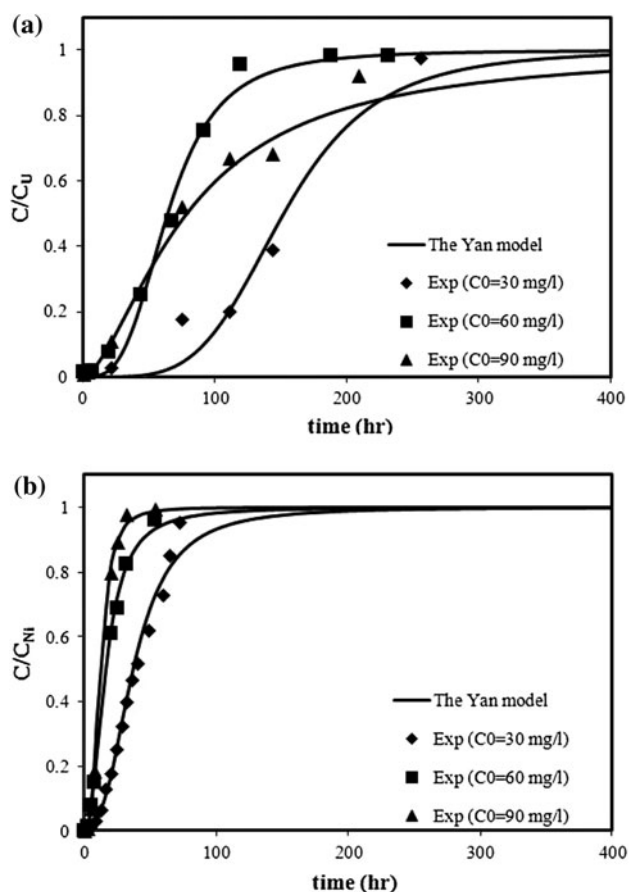 (a)
1
0.8
0.6
0.4
0.2
0
C/C_U
The Yan model
Exp (C0=30 mg/l)
Exp (C0=60 mg/l)
Exp (C0=90 mg/l)
0 100 200 300 400
time (hr)
(b)
1
0.8
0.6
0.4
0.2
0
C/C_Ni
The Yan model
Exp (C0=30 mg/l)
Exp (C0=60 mg/l)
Exp (C0=90 mg/l)
0 100 200 300 400
time (hr)